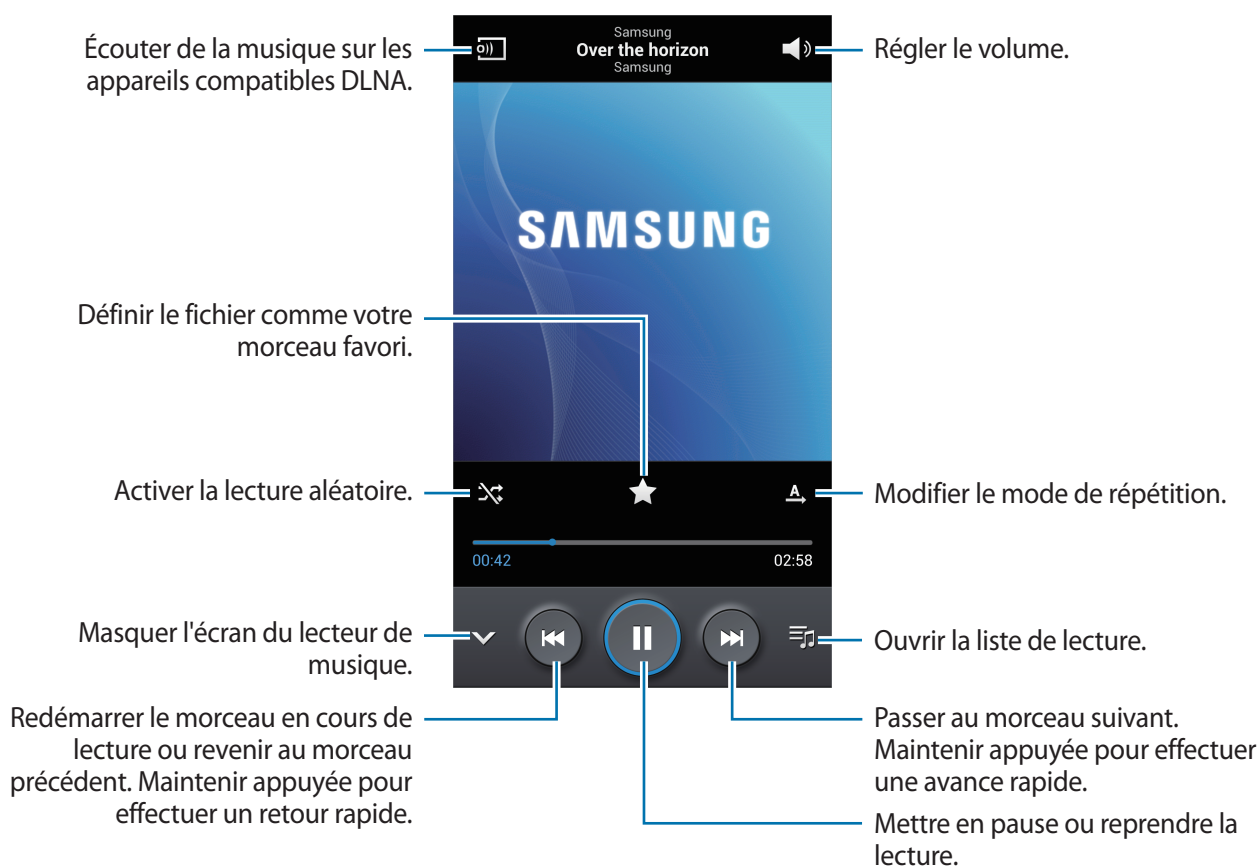 Écouter de la musique sur les
appareils compatibles DLNA.
Samsung
Over the horizon
Samsung
Régler le volume.
SAMSUNG
Définir le fichier comme votre
morceau favori.
Activer la lecture aléatoire.
A
Modifier le mode de répétition.
00:42
02:58
Masquer l'écran du lecteur de
musique.
Ouvrir la liste de lecture.
Redémarrer le morceau en cours de
lecture ou revenir au morceau
précédent. Maintenir appuyée pour
effectuer un retour rapide.
Passer au morceau suivant.
Maintenir appuyée pour effectuer
une avance rapide.
Mettre en pause ou reprendre la
lecture.